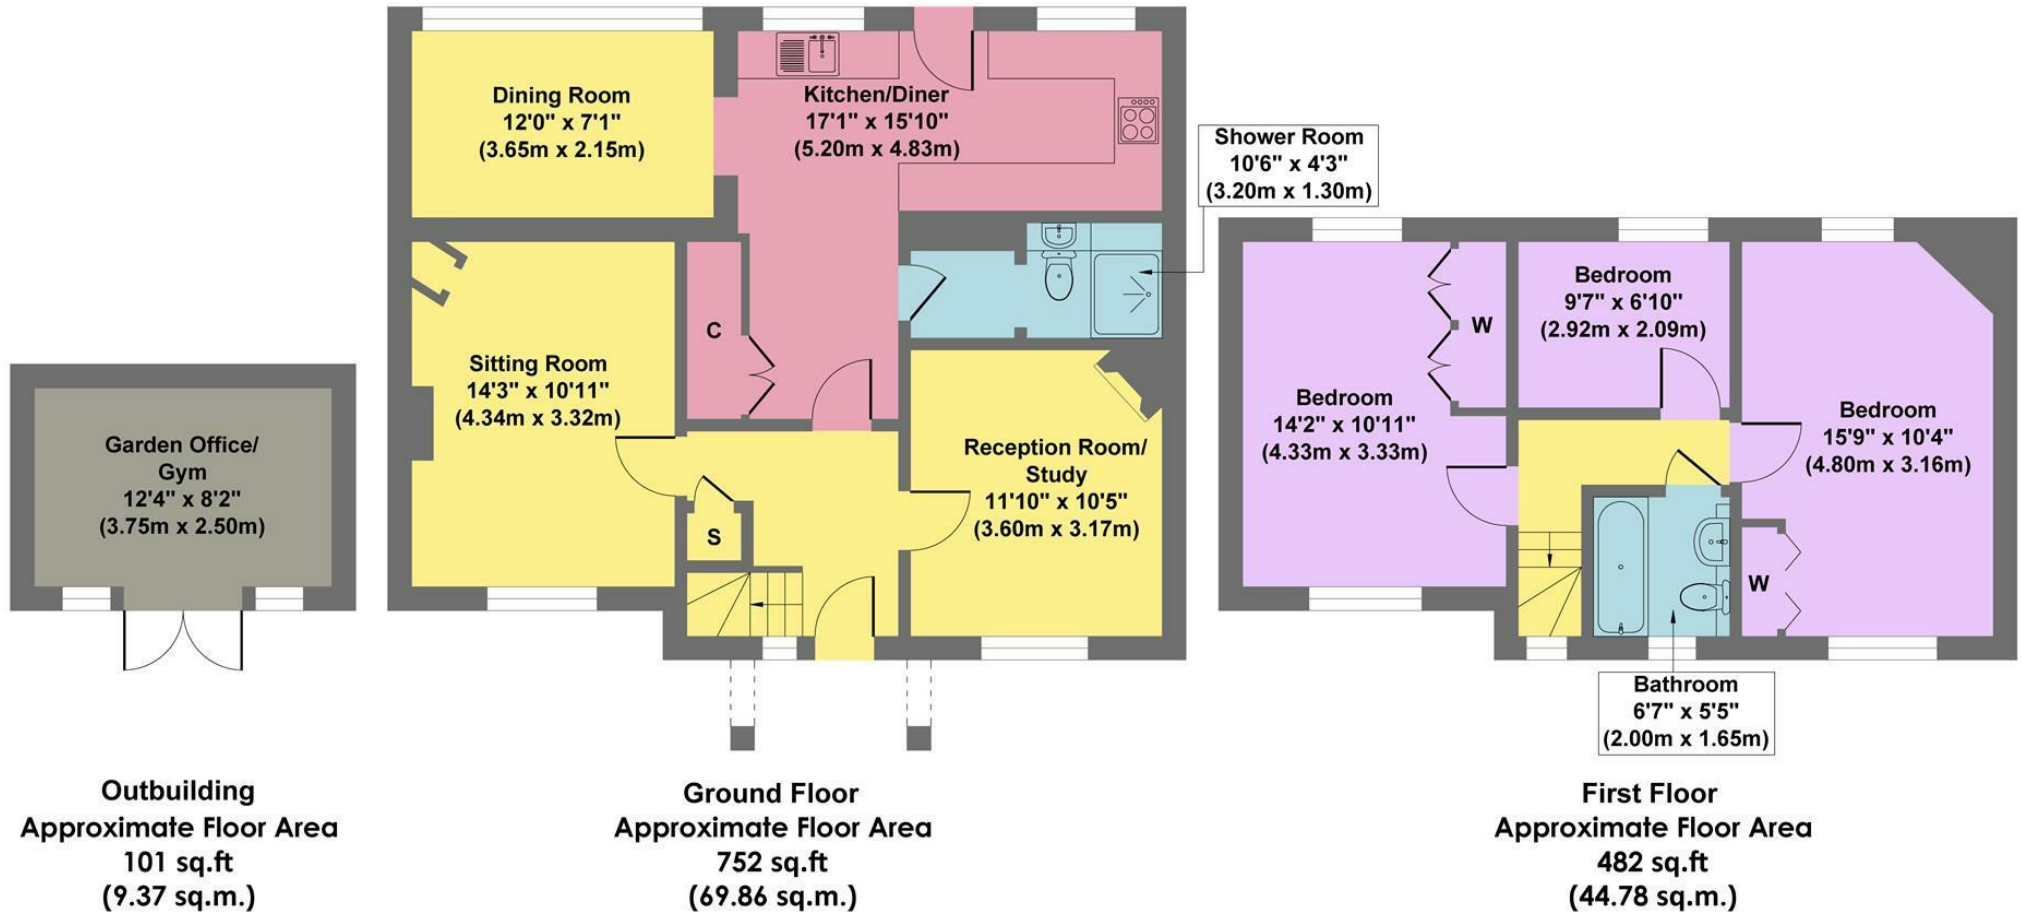 Dining Room
12'0" x 7'1"
(3.65m x 2.15m)
Kitchen/Diner
17'1" x 15'10"
(5.20m x 4.83m)
Shower Room
10'6" x 4'3"
(3.20m x 1.30m)
C
Sitting Room
14'3" x 10'11"
(4.34m x 3.32m)
S
Reception Room/
Study
11'10" x 10'5"
(3.60m x 3.17m)
Garden Office/
Gym
12'4" x 8'2"
(3.75m x 2.50m)
Bedroom
14'2" x 10'11"
(4.33m x 3.33m)
W
Bedroom
9'7" x 6'10"
(2.92m x 2.09m)
Bedroom
15'9" x 10'4"
(4.80m x 3.16m)
W
Bathroom
6'7" x 5'5"
(2.00m x 1.65m)
Outbuilding
Approximate Floor Area
101 sq.ft
(9.37 sq.m.)
Ground Floor
Approximate Floor Area
752 sq.ft
(69.86 sq.m.)
First Floor
Approximate Floor Area
482 sq.ft
(44.78 sq.m.)